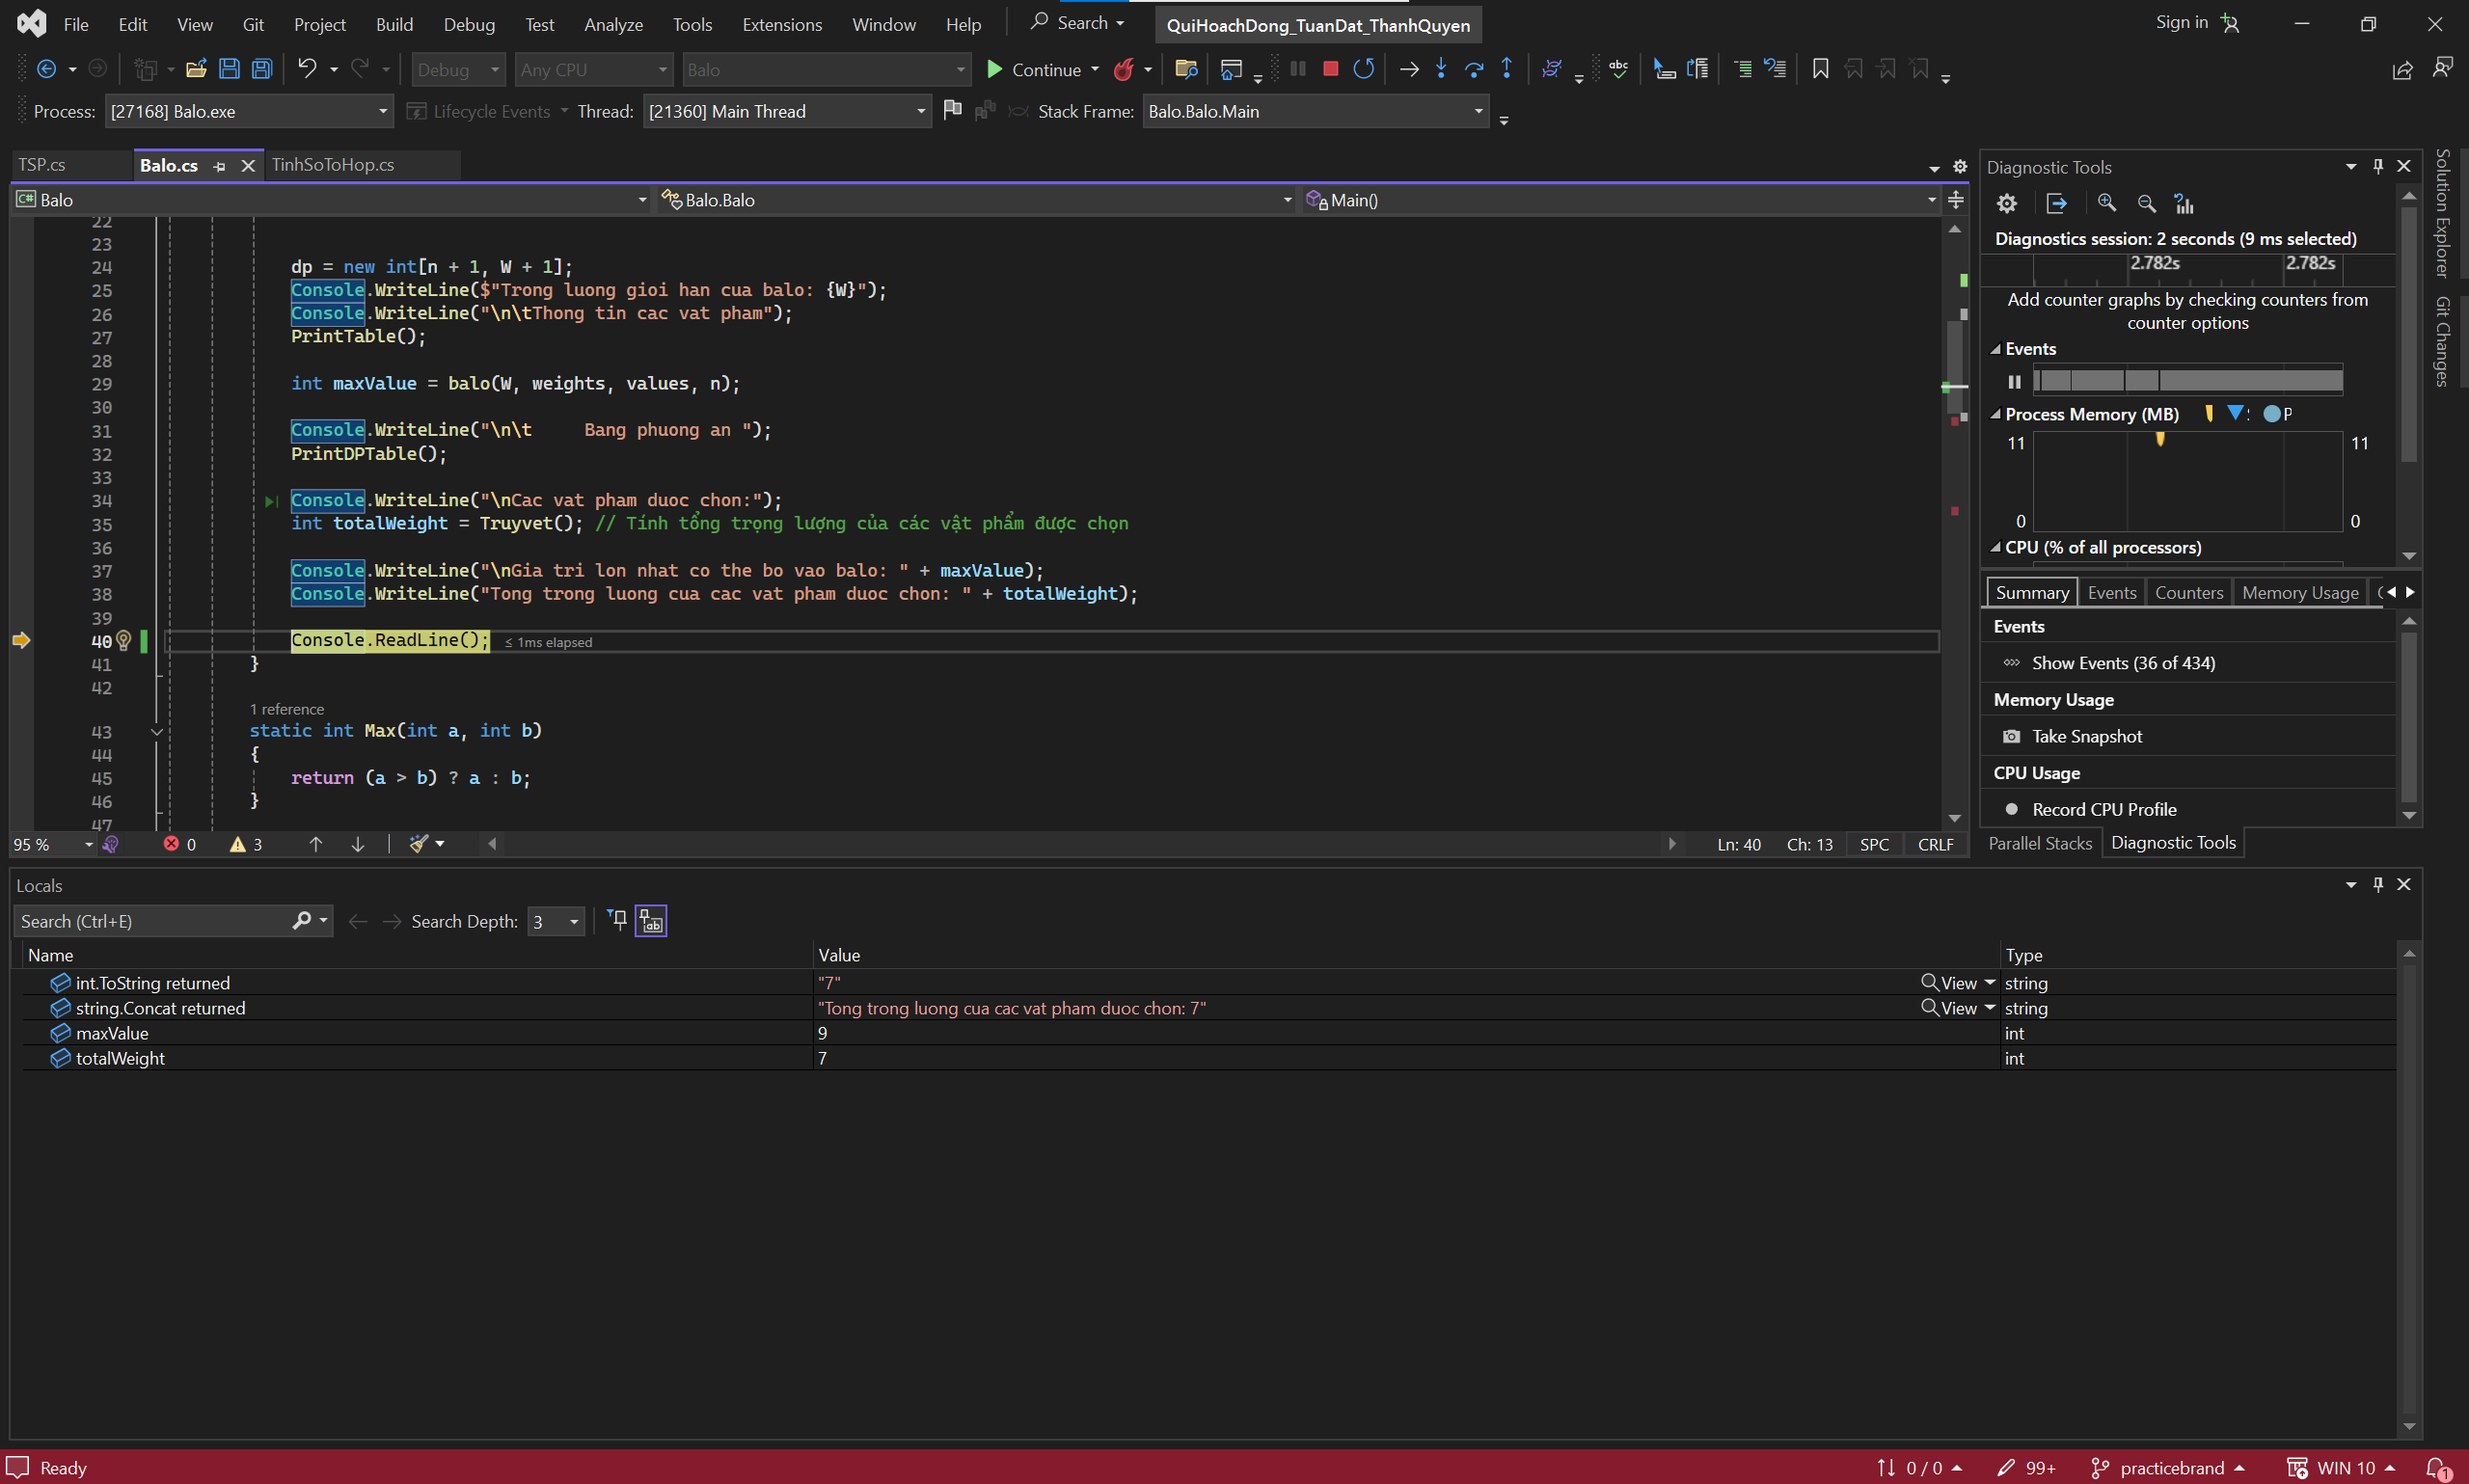 File Edit View Git Project Build Debug Test Analyze Tools Extensions Window Help Search QuiHoachDong_TuanDat_ThanhQuyen Sign in
Debug Any CPU Balo Continue
Process: [27168] Balo.exe Lifecycle Events Thread: [21360] Main Thread Stack Frame: Balo.Balo.Main
TSP.cs Balo.cs TinhSoToHop.cs
Balo Balo.Balo Main()
22
23
24 dp = new int[n + 1, W + 1];
25 Console.WriteLine($"Trong luong gioi han cua balo: {W}");
26 Console.WriteLine("\n\tThong tin cac vat pham");
27 PrintTable();
28
29 int maxValue = balo(W, weights, values, n);
30
31 Console.WriteLine("\n\t     Bang phuong an ");
32 PrintDPTable();
33
34 Console.WriteLine("\nCac vat pham duoc chon:");
35 int totalWeight = Truyvet(); // Tính tổng trọng lượng của các vật phẩm được chọn
36
37 Console.WriteLine("\nGia tri lon nhat co the bo vao balo: " + maxValue);
38 Console.WriteLine("Tong trong luong cua cac vat pham duoc chon: " + totalWeight);
39
40 Console.ReadLine(); ≤ 1ms elapsed
41 }
42
1 reference
43 static int Max(int a, int b)
44 {
45 return (a > b) ? a : b;
46 }
47
95 % 0 3 Ln: 40 Ch: 13 SPC CRLF
Diagnostic Tools
Diagnostics session: 2 seconds (9 ms selected)
2.782s 2.782s
Add counter graphs by checking counters from
counter options
Events
Process Memory (MB) P
11 11
0 0
CPU (% of all processors)
Summary Events Counters Memory Usage
Events
Show Events (36 of 434)
Memory Usage
Take Snapshot
CPU Usage
Record CPU Profile
Parallel Stacks Diagnostic Tools
Solution Explorer
Git Changes
Locals
Search (Ctrl+E) Search Depth: 3
Name Value Type
int.ToString returned "7" View string
string.Concat returned "Tong trong luong cua cac vat pham duoc chon: 7" View string
maxValue 9 int
totalWeight 7 int
Ready 0 / 0 99+ practicebrand WIN 10 1